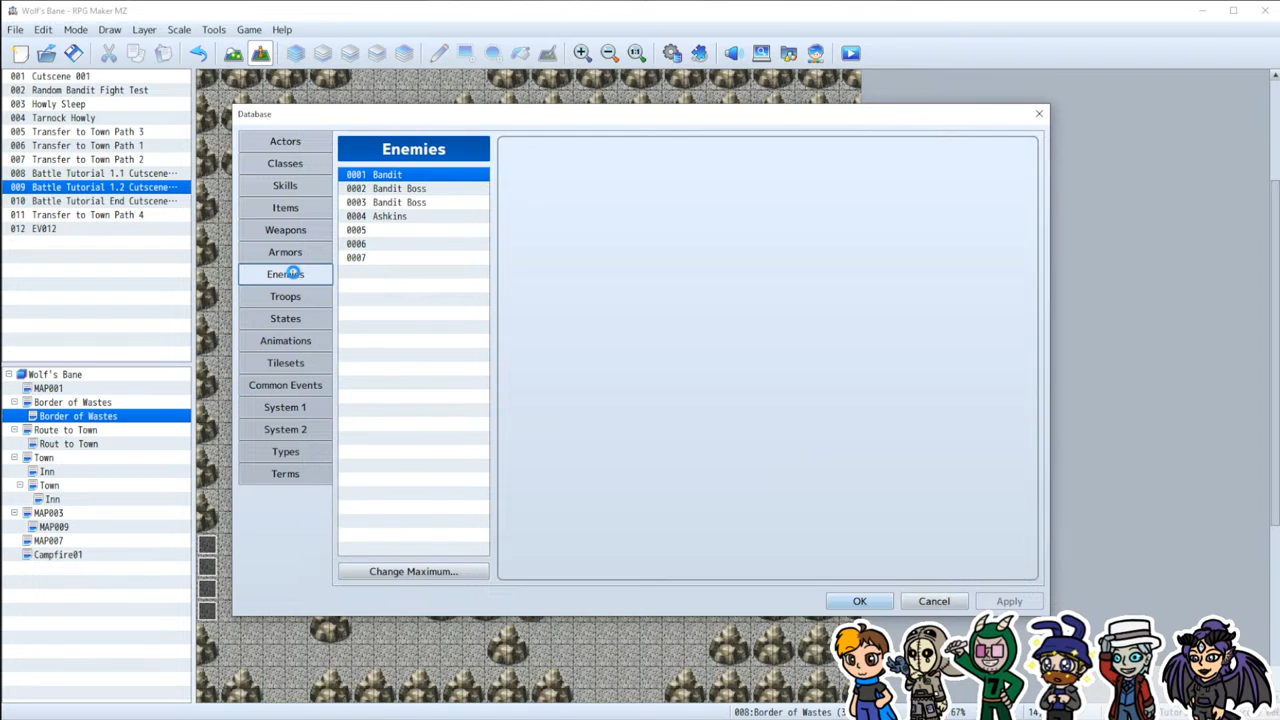 Wolf's Bane - RPG Maker MZ
File Edit Mode Draw Layer Scale Tools Game Help
001 Cutscene 001
002 Random Bandit Fight Test
003 Howly Sleep
004 Tarnock Howly
005 Transfer to Town Path 3
006 Transfer to Town Path 1
007 Transfer to Town Path 2
008 Battle Tutorial 1.1 Cutscene…
009 Battle Tutorial 1.2 Cutscene…
010 Battle Tutorial End Cutscene…
011 Transfer to Town Path 4
012 EV012
Wolf's Bane
MAP001
Border of Wastes
Border of Wastes
Route to Town
Rout to Town
Town
Inn
Town
Inn
MAP003
MAP009
MAP007
Campfire01
Database
Actors
Classes
Skills
Items
Weapons
Armors
Enemies
Troops
States
Animations
Tilesets
Common Events
System 1
System 2
Types
Terms
Enemies
0001 Bandit
0002 Bandit Boss
0003 Bandit Boss
0004 Ashkins
0005
0006
0007
Change Maximum...
OK Cancel Apply
7
008:Border of Wastes (3 67% 14,